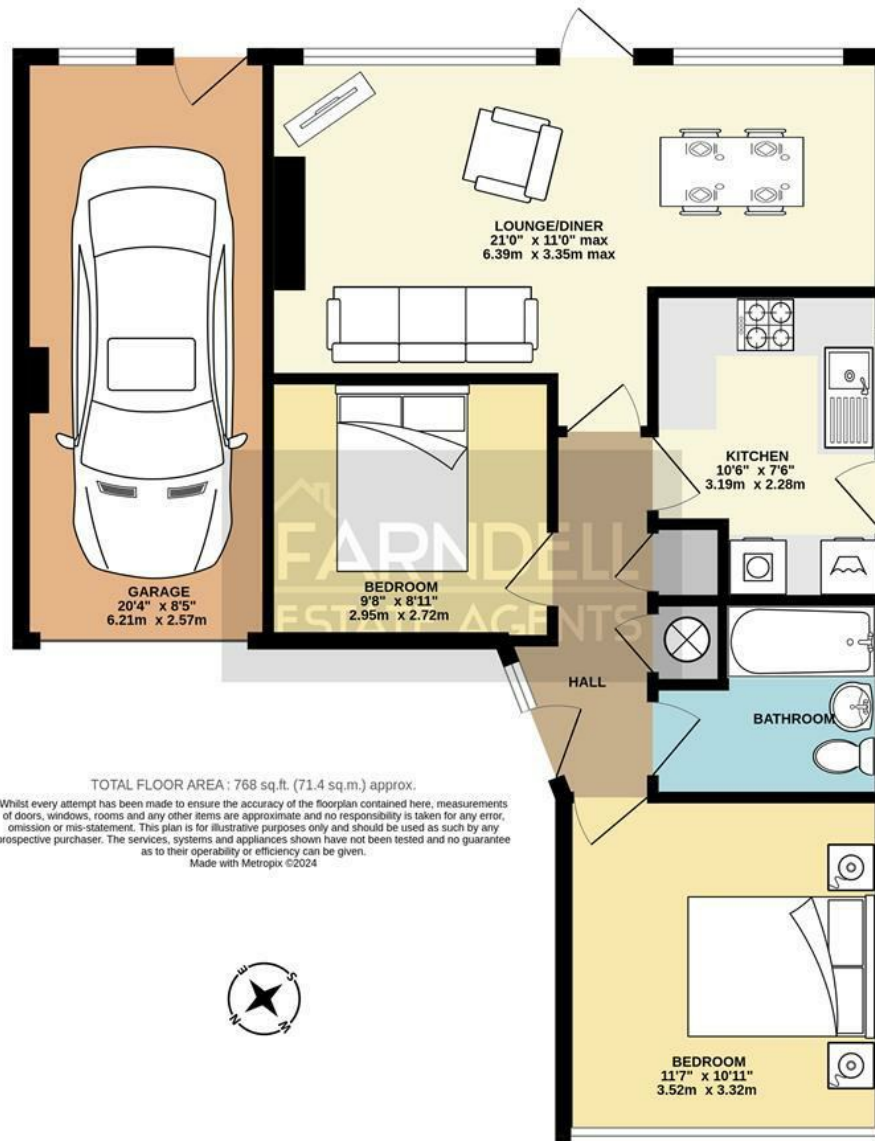 LOUNGE/DINER
21'0" x 11'0" max
6.39m x 3.35m max
KITCHEN
10'6" x 7'6"
3.19m x 2.28m
GARAGE
20'4" x 8'5"
6.21m x 2.57m
BEDROOM
9'8" x 8'11"
2.95m x 2.72m
FARNDELL
ESTATE AGENTS
HALL
BATHROOM
TOTAL FLOOR AREA : 768 sq.ft. (71.4 sq.m.) approx.
Whilst every attempt has been made to ensure the accuracy of the floorplan contained here, measurements
of doors, windows, rooms and any other items are approximate and no responsibility is taken for any error,
omission or mis-statement. This plan is for illustrative purposes only and should be used as such by any
prospective purchaser. The services, systems and appliances shown have not been tested and no guarantee
as to their operability or efficiency can be given.
Made with Metropix ©2024
E
S
N
W
BEDROOM
11'7" x 10'11"
3.52m x 3.32m